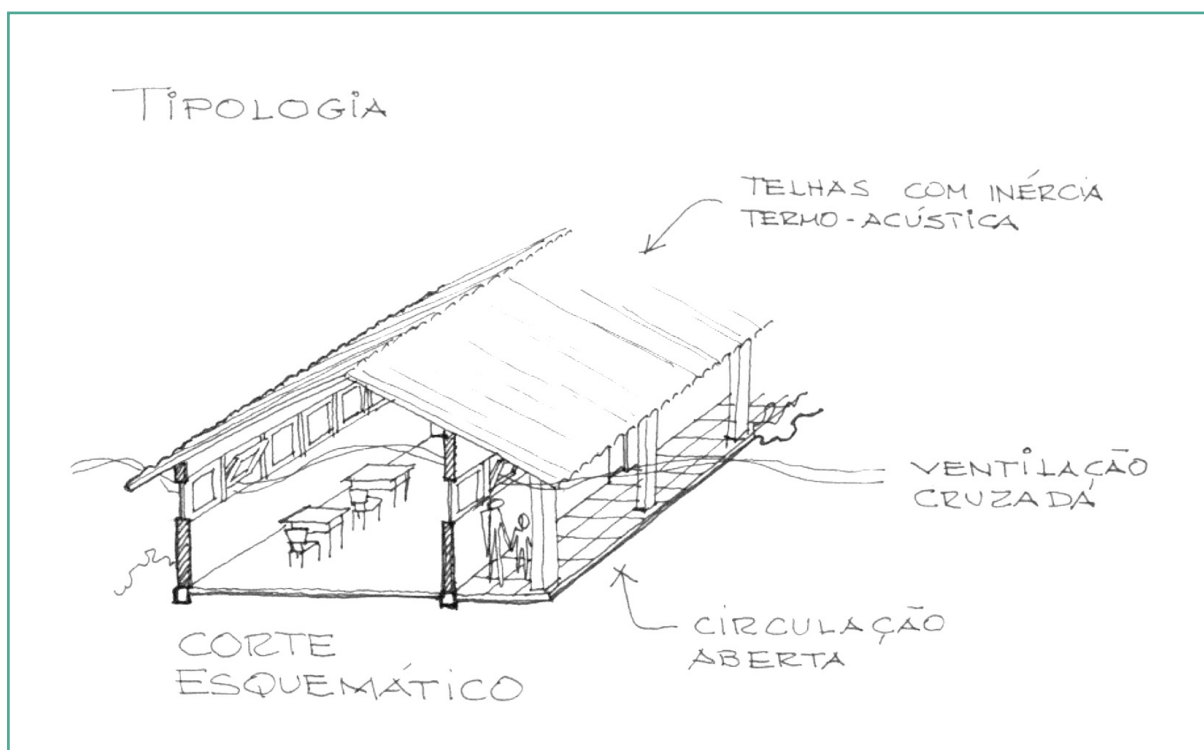 TIPOLOGIA
TELHAS COM INÉRCIA
TERMO-ACÚSTICA
VENTILAÇÃO
CRUZADA
CIRCULAÇÃO
ABERTA
CORTE
ESQUEMÁTICO